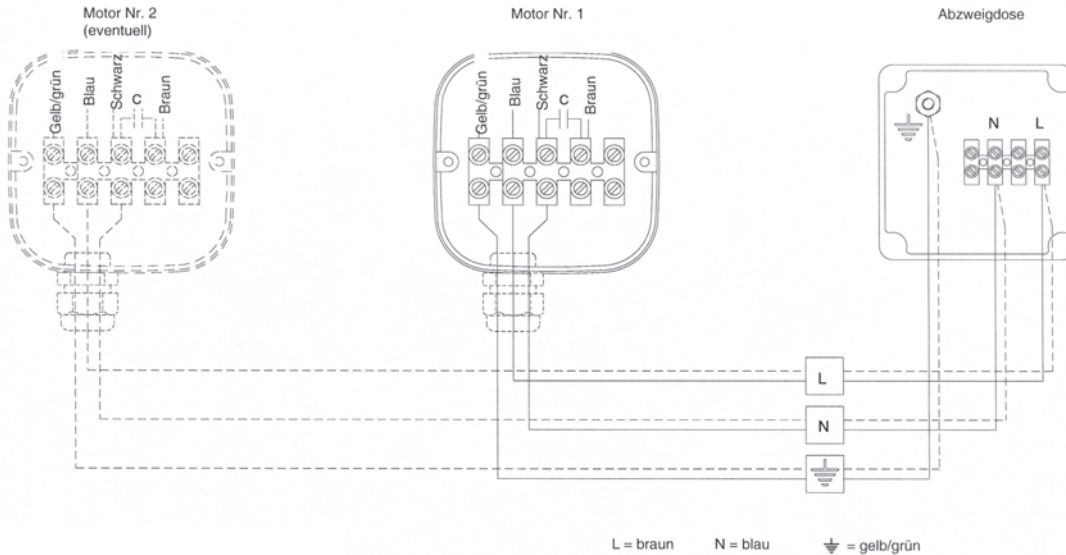 Motor Nr. 2
(eventuell)
Motor Nr. 1
Abzweigdose
Gelb/grün
Blau
Schwarz
C
Braun
Gelb/grün
Blau
Schwarz
C
Braun
N
L
L
N
L = braun
N = blau
= gelb/grün